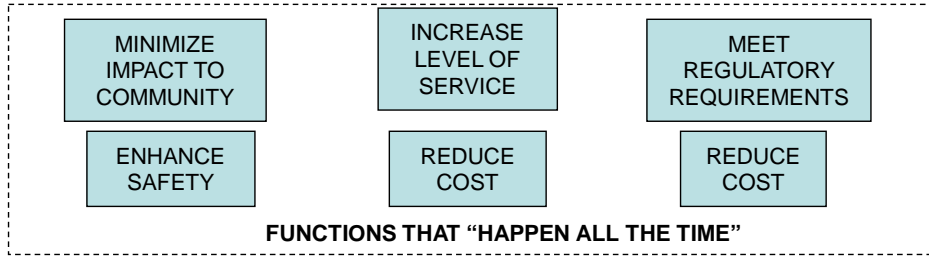 MINIMIZE
IMPACT TO
COMMUNITY
INCREASE
LEVEL OF
SERVICE
MEET
REGULATORY
REQUIREMENTS
ENHANCE
SAFETY
REDUCE
COST
REDUCE
COST
FUNCTIONS THAT “HAPPEN ALL THE TIME”